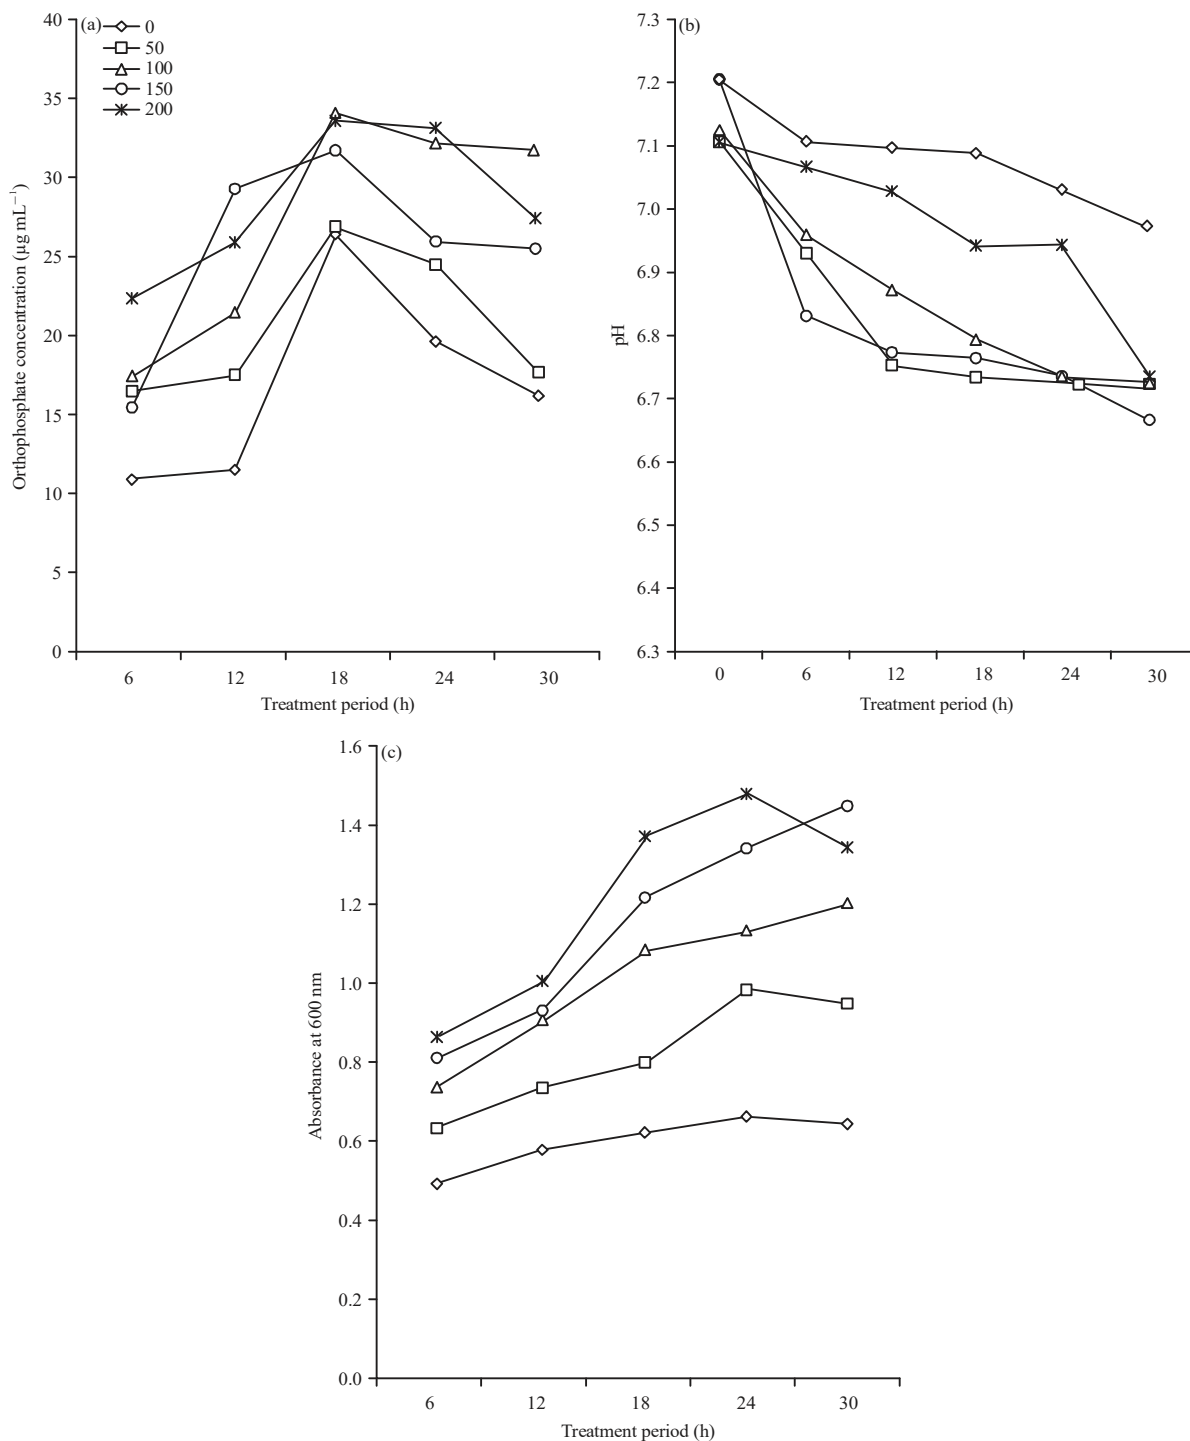 (a)
0
50
100
150
200
40
35
30
25
20
15
10
5
0
Orthophosphate concentration (µg mL⁻¹)
6 12 18 24 30
Treatment period (h)
(b)
7.3
7.2
7.1
7.0
6.9
6.8
6.7
6.6
6.5
6.4
6.3
pH
0 6 12 18 24 30
Treatment period (h)
(c)
1.6
1.4
1.2
1.0
0.8
0.6
0.4
0.2
0.0
Absorbance at 600 nm
6 12 18 24 30
Treatment period (h)